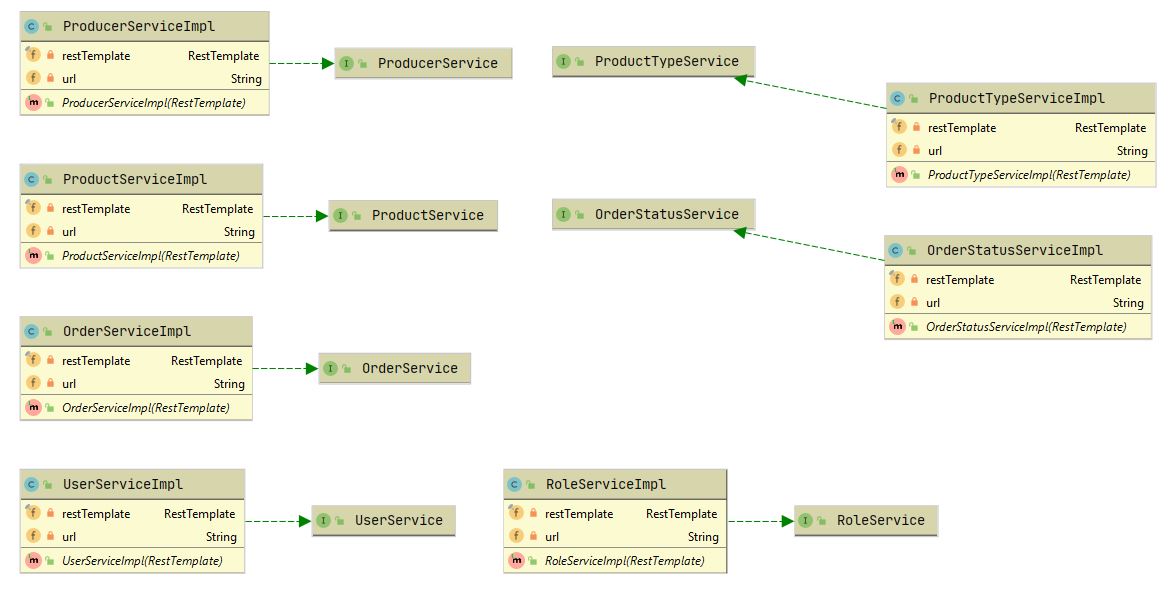 C ProducerServiceImpl
f restTemplate RestTemplate
f url String
m ProducerServiceImpl(RestTemplate)
I ProducerService
I ProductTypeService
C ProductTypeServiceImpl
f restTemplate RestTemplate
f url String
m ProductTypeServiceImpl(RestTemplate)
C ProductServiceImpl
f restTemplate RestTemplate
f url String
m ProductServiceImpl(RestTemplate)
I ProductService
I OrderStatusService
C OrderStatusServiceImpl
f restTemplate RestTemplate
f url String
m OrderStatusServiceImpl(RestTemplate)
C OrderServiceImpl
f restTemplate RestTemplate
f url String
m OrderServiceImpl(RestTemplate)
I OrderService
C UserServiceImpl
f restTemplate RestTemplate
f url String
m UserServiceImpl(RestTemplate)
I UserService
C RoleServiceImpl
f restTemplate RestTemplate
f url String
m RoleServiceImpl(RestTemplate)
I RoleService